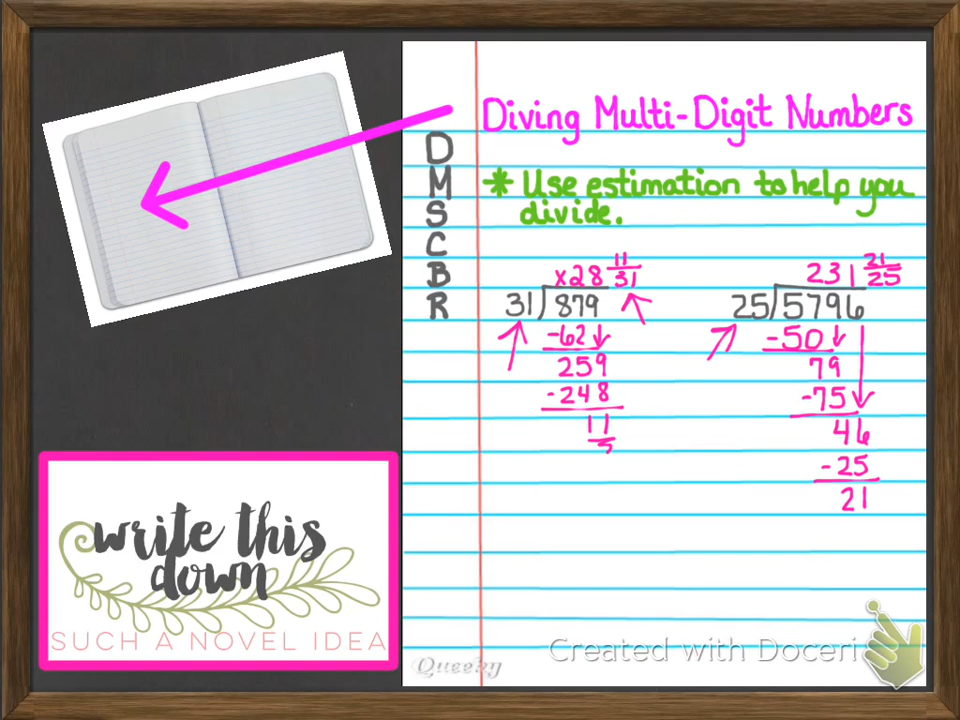 Diving Multi-Digit Numbers
D
M
S
C
B
R
* Use estimation to help you
divide.
x28 11/31
31)879
-62↓
259
-248
11
231 21/25
25)5796
-50↓
79
-75
46
-25
21
write this
down
SUCH A NOVEL IDEA
Queeky
Created with Doceri